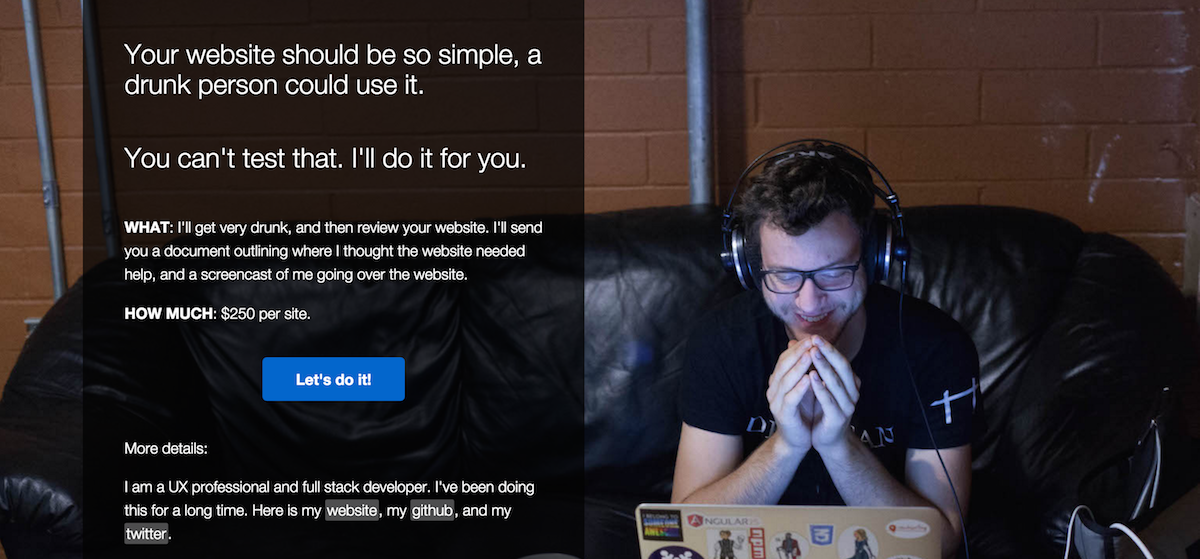 Your website should be so simple, a
drunk person could use it.
You can't test that. I'll do it for you.
WHAT: I'll get very drunk, and then review your website. I'll send
you a document outlining where I thought the website needed
help, and a screencast of me going over the website.
HOW MUCH: $250 per site.
Let's do it!
More details:
I am a UX professional and full stack developer. I've been doing
this for a long time. Here is my website, my github, and my
twitter.
I BELONG TO
ANGULARJS
npm